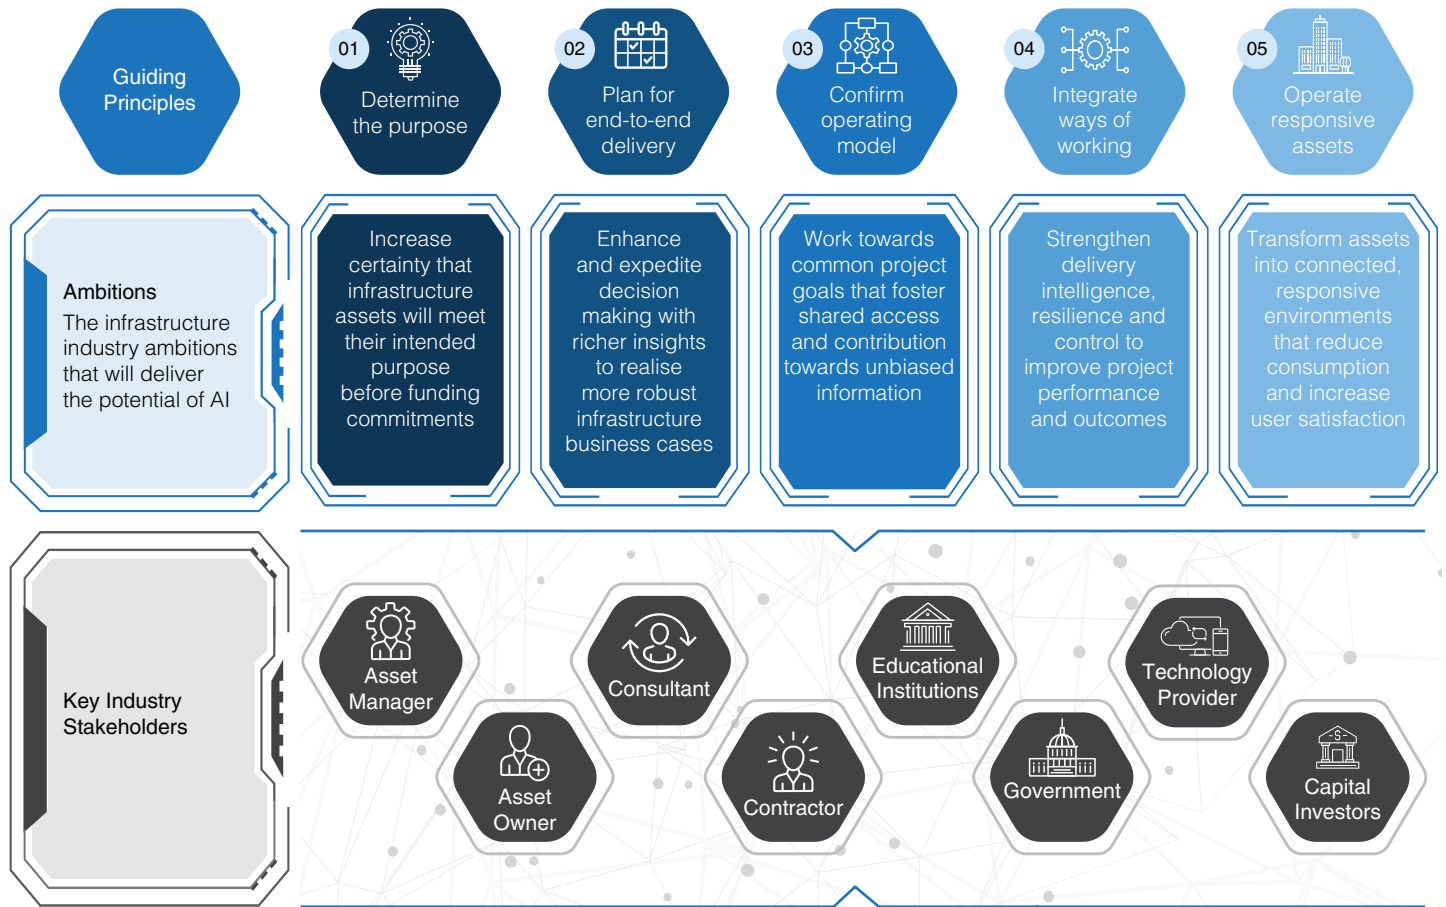 Guiding
Principles
01
Determine
the purpose
02
Plan for
end-to-end
delivery
03
Confirm
operating
model
04
Integrate
ways of
working
05
Operate
responsive
assets
Ambitions
The infrastructure
industry ambitions
that will deliver
the potential of AI
Increase
certainty that
infrastructure
assets will meet
their intended
purpose
before funding
commitments
Enhance
and expedite
decision
making with
richer insights
to realise
more robust
infrastructure
business cases
Work towards
common project
goals that foster
shared access
and contribution
towards unbiased
information
Strengthen
delivery
intelligence,
resilience and
control to
improve project
performance
and outcomes
Transform assets
into connected,
responsive
environments
that reduce
consumption
and increase
user satisfaction
Key Industry
Stakeholders
Asset
Manager
Asset
Owner
Consultant
Contractor
Educational
Institutions
Government
Technology
Provider
Capital
Investors